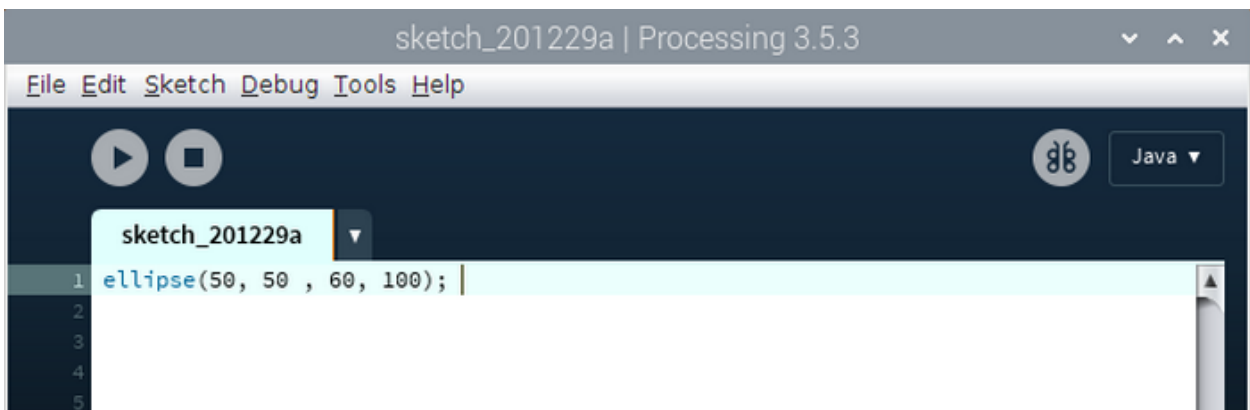 sketch_201229a | Processing 3.5.3
File Edit Sketch Debug Tools Help
Java ▼
sketch_201229a ▼
1 ellipse(50, 50 , 60, 100);
2
3
4
5